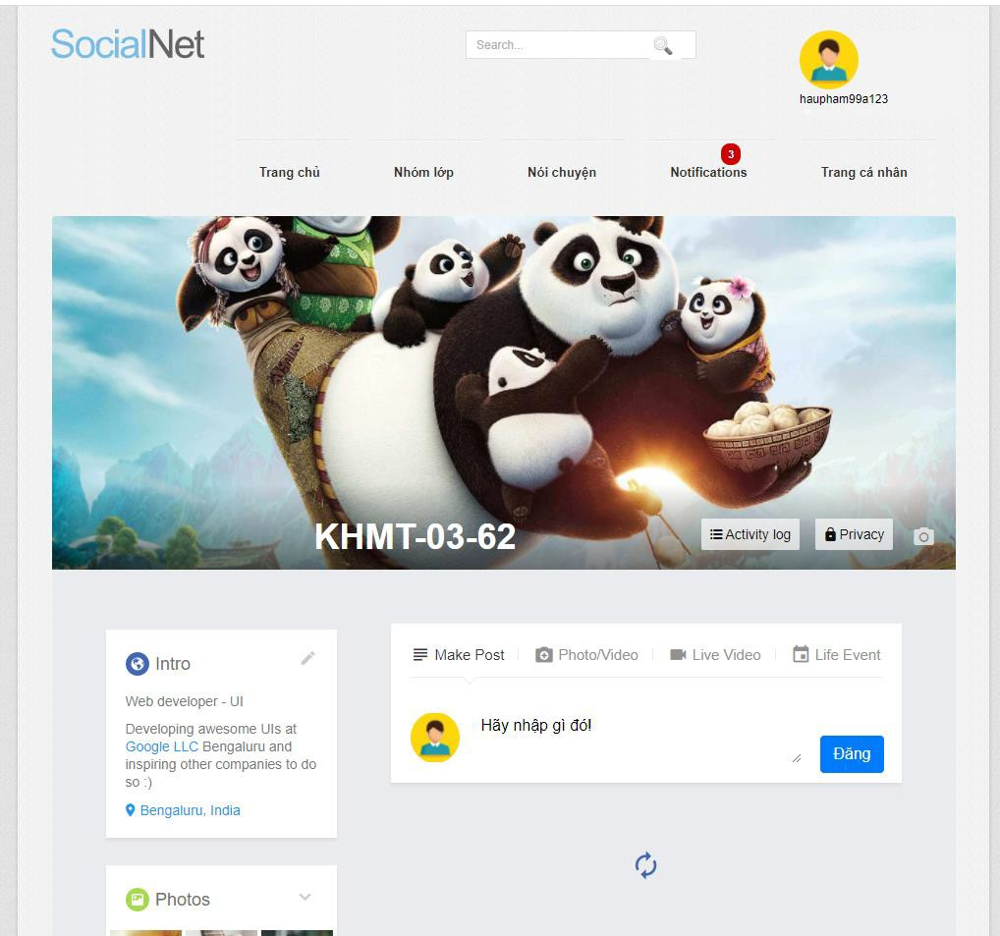 SocialNet
Search...
haupham99a123
3
Trang chủ
Nhóm lớp
Nói chuyện
Notifications
Trang cá nhân
KHMT-03-62
Activity log
Privacy
Intro
Web developer - UI
Developing awesome UIs at
Google LLC Bengaluru and
inspiring other companies to do
so :)
Bengaluru, India
Photos
Make Post
Photo/Video
Live Video
Life Event
Hãy nhập gì đó!
Đăng